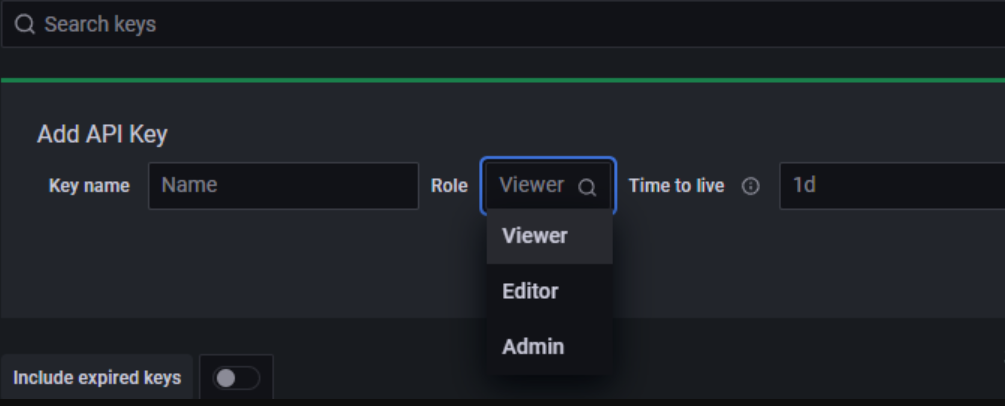 Search keys
Add API Key
Key name Name Role Viewer Time to live 1d
Viewer
Editor
Admin
Include expired keys